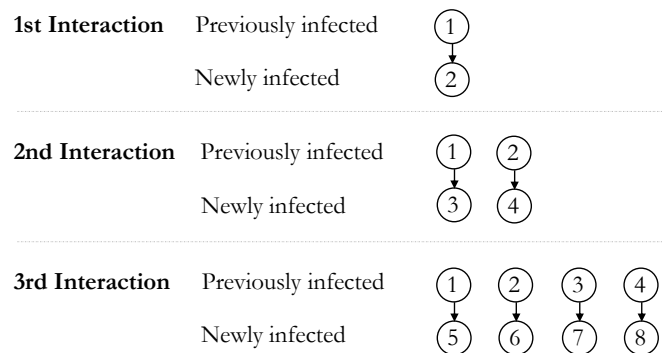 1st Interaction Previously infected 1
Newly infected 2
2nd Interaction Previously infected 1 2
Newly infected 3 4
3rd Interaction Previously infected 1 2 3 4
Newly infected 5 6 7 8